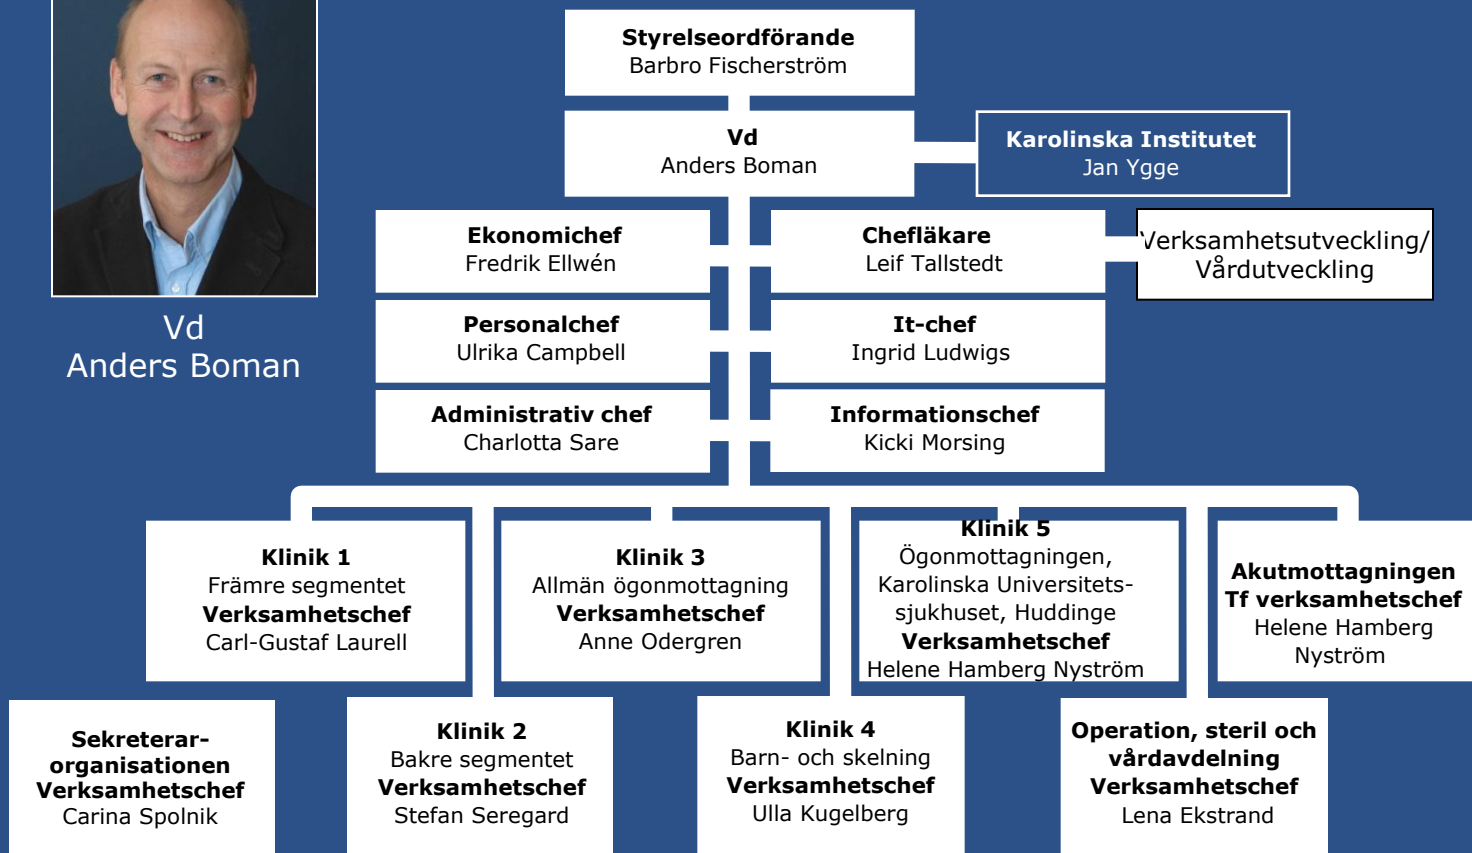 Vd
Anders Boman
Styrelseordförande
Barbro Fischerström
Vd
Anders Boman
Karolinska Institutet
Jan Ygge
Ekonomichef
Fredrik Ellwén
Chefläkare
Leif Tallstedt
Verksamhetsutveckling/
Vårdutveckling
Personalchef
Ulrika Campbell
It-chef
Ingrid Ludwigs
Administrativ chef
Charlotta Sare
Informationschef
Kicki Morsing
Klinik 1
Främre segmentet
Verksamhetschef
Carl-Gustaf Laurell
Klinik 3
Allmän ögonmottagning
Verksamhetschef
Anne Odergren
Klinik 5
Ögonmottagningen,
Karolinska Universitets-
sjukhuset, Huddinge
Verksamhetschef
Helene Hamberg Nyström
Akutmottagningen
Tf verksamhetschef
Helene Hamberg
Nyström
Sekreterar-
organisationen
Verksamhetschef
Carina Spolnik
Klinik 2
Bakre segmentet
Verksamhetschef
Stefan Seregard
Klinik 4
Barn- och skelning
Verksamhetschef
Ulla Kugelberg
Operation, steril och
vårdavdelning
Verksamhetschef
Lena Ekstrand